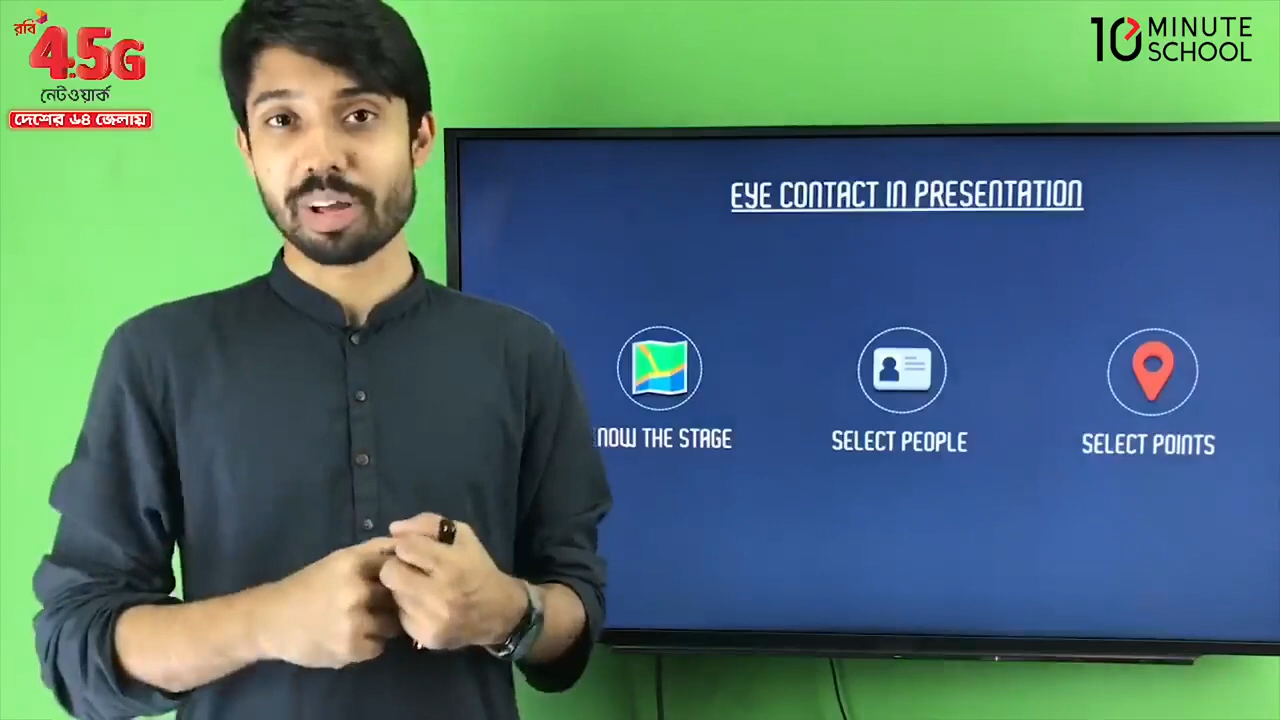 রবি
4.5G
নেটওয়ার্ক
দেশের ৬৪ জেলায়
10 MINUTE
SCHOOL
EYE CONTACT IN PRESENTATION
NOW THE STAGE
SELECT PEOPLE
SELECT POINTS